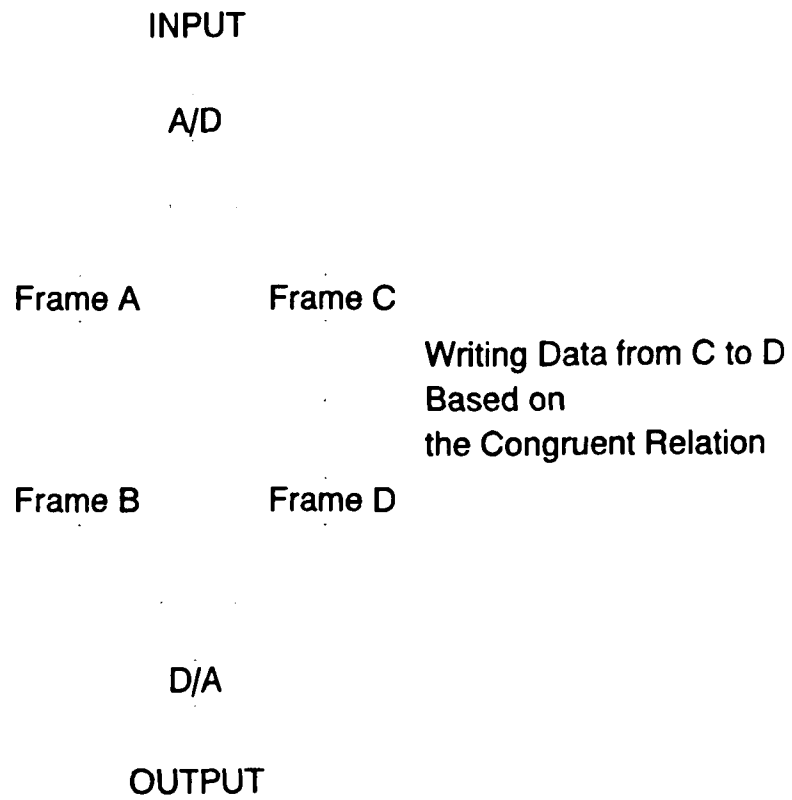 INPUT
A/D
Frame A
Frame C
Writing Data from C to D
Based on
the Congruent Relation
Frame B
Frame D
D/A
OUTPUT